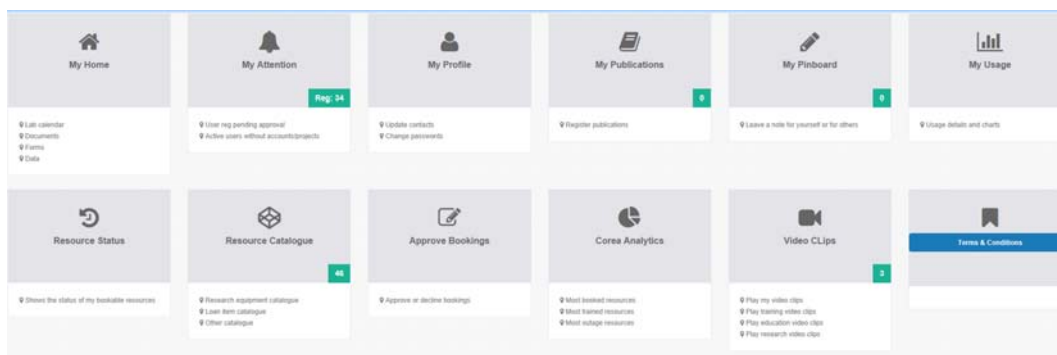 My Home
My Attention
My Profile
My Publications
My Pinboard
My Usage
Reg: 34
0
0
Lab calendar
Documents
Forms
Data
User reg pending approval
Active users without accounts/projects
Update contacts
Change passwords
Register publications
Leave a note for yourself or for others
Usage details and charts
Resource Status
Resource Catalogue
Approve Bookings
Corea Analytics
Video CLips
Terms & Conditions
46
3
Shows the status of my bookable resources
Research equipment catalogue
Loan item catalogue
Other catalogue
Approve or decline bookings
Most booked resources
Most trained resources
Most outage resources
Play my video clips
Play training video clips
Play education video clips
Play research video clips